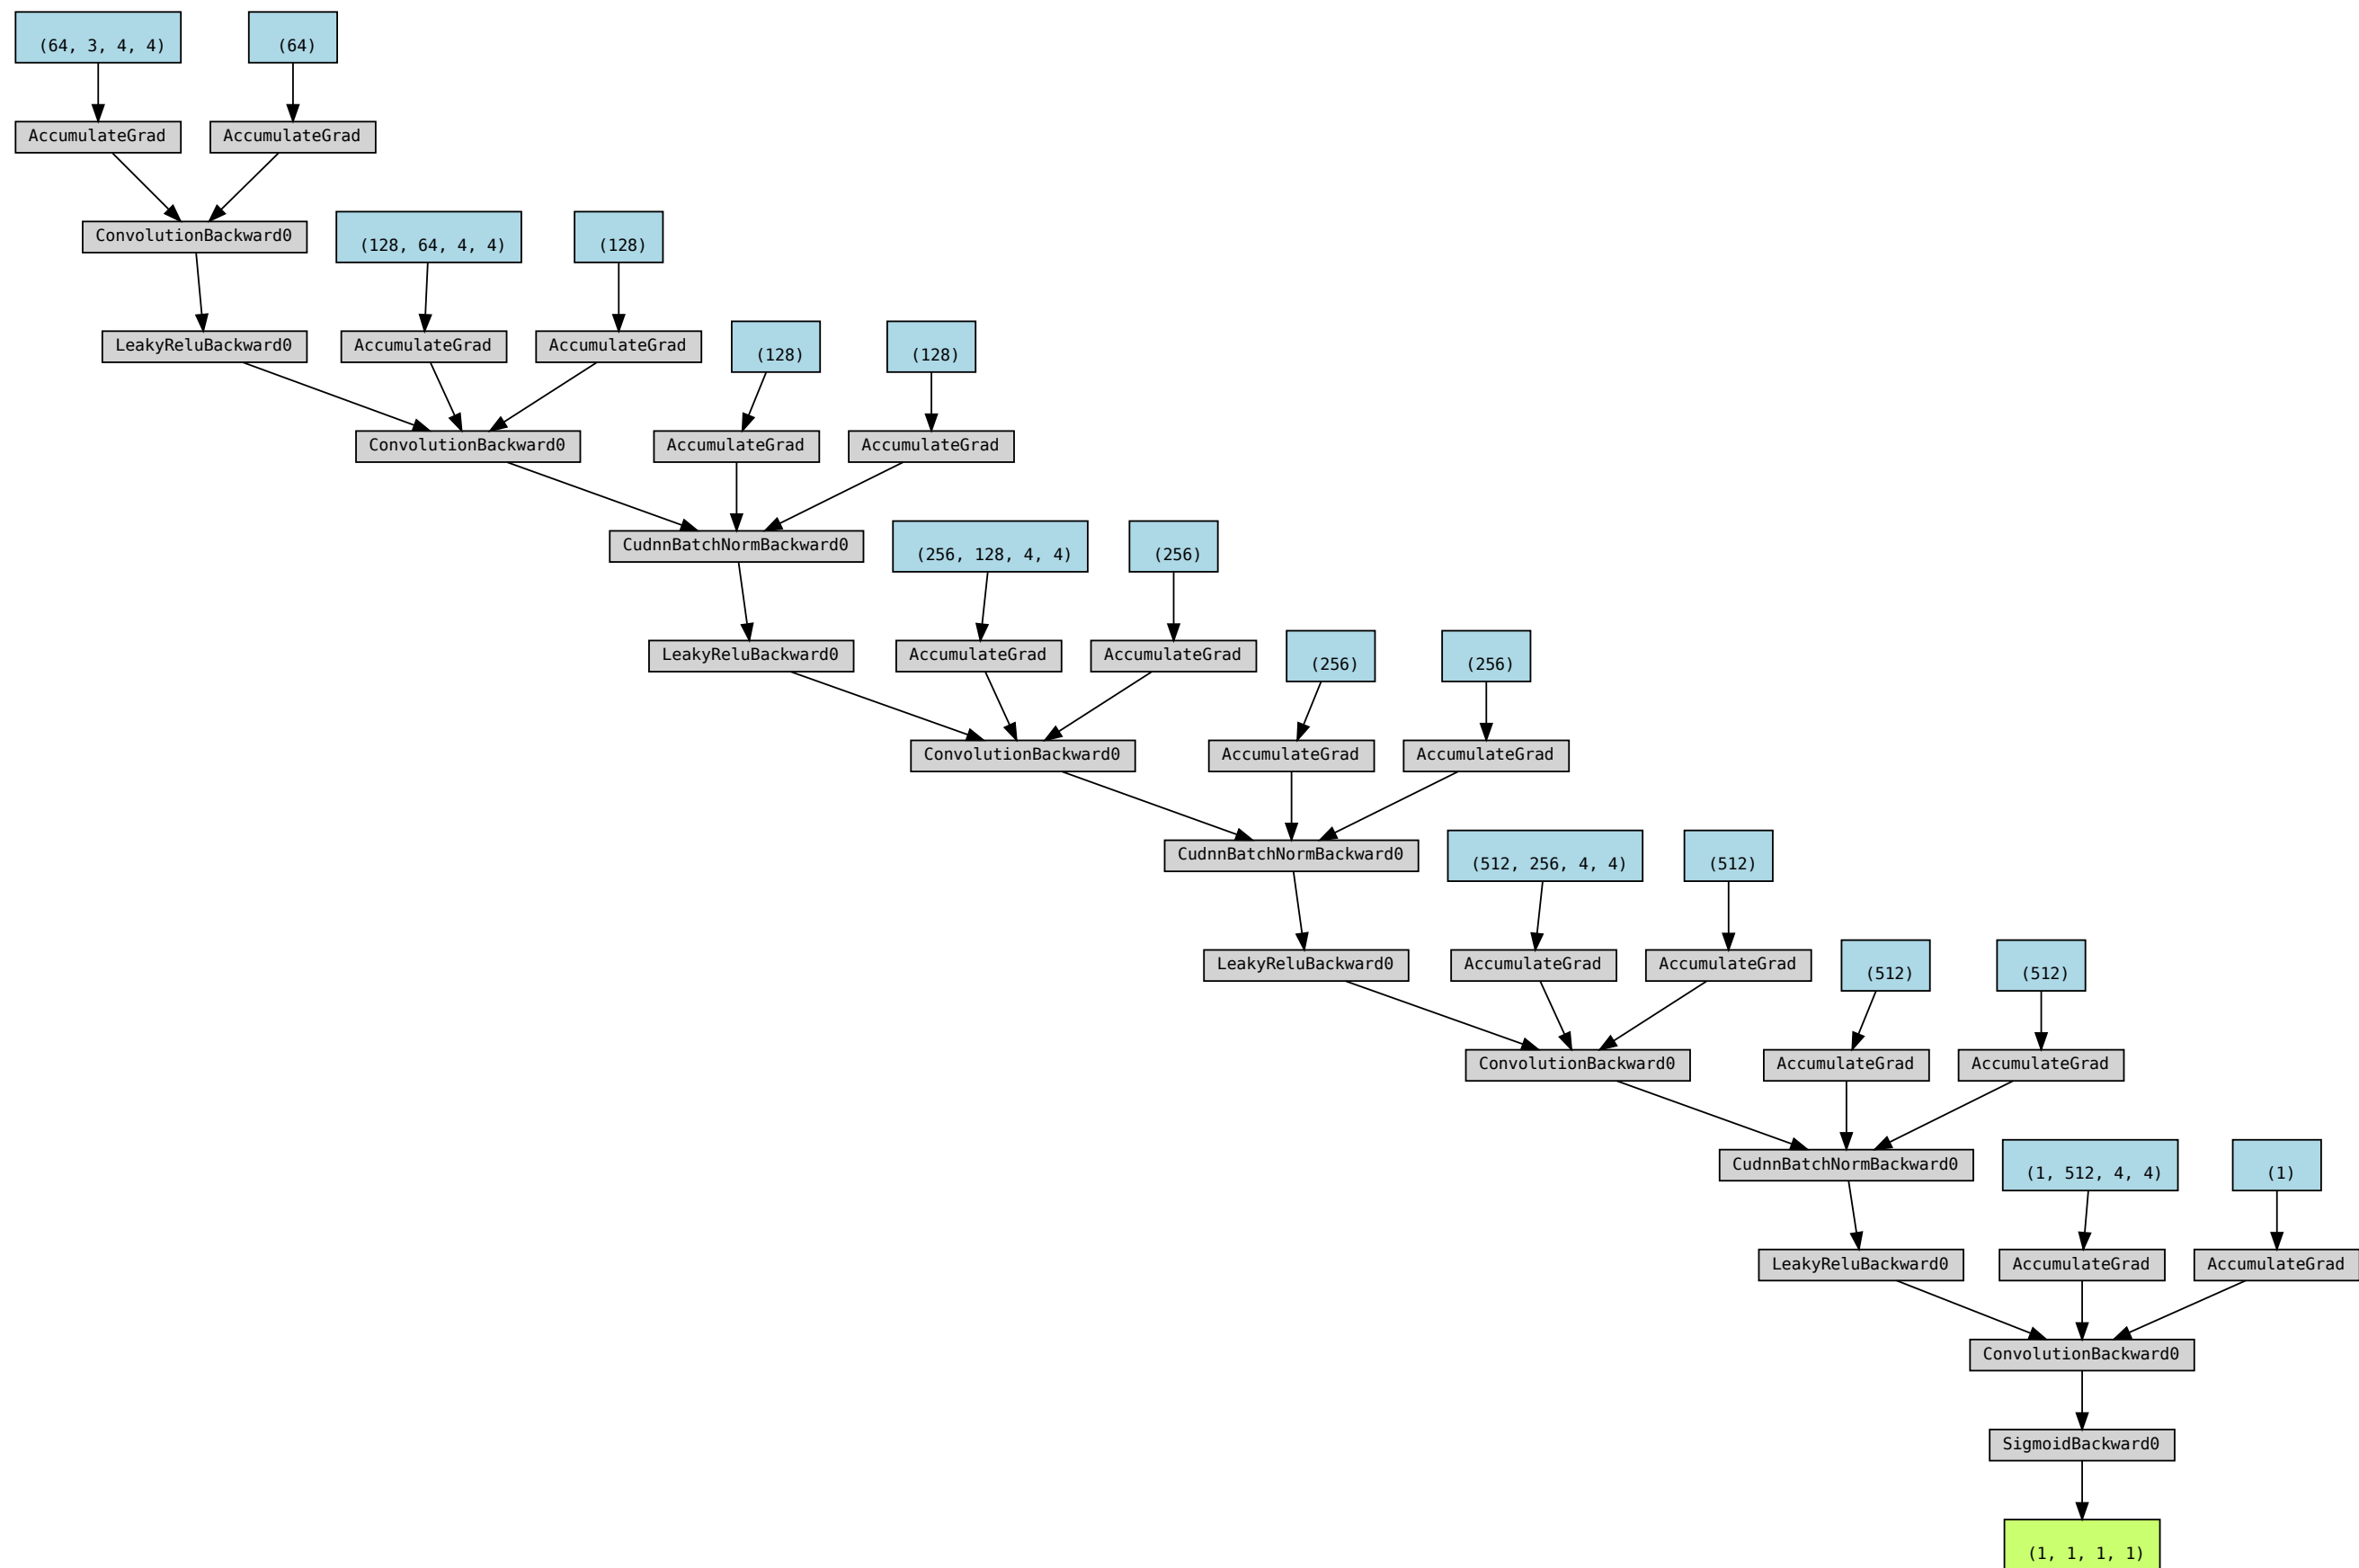 (64, 3, 4, 4)
(64)
AccumulateGrad
AccumulateGrad
ConvolutionBackward0
(128, 64, 4, 4)
(128)
LeakyReluBackward0
AccumulateGrad
AccumulateGrad
(128)
(128)
ConvolutionBackward0
AccumulateGrad
AccumulateGrad
CudnnBatchNormBackward0
(256, 128, 4, 4)
(256)
LeakyReluBackward0
AccumulateGrad
AccumulateGrad
(256)
(256)
ConvolutionBackward0
AccumulateGrad
AccumulateGrad
CudnnBatchNormBackward0
(512, 256, 4, 4)
(512)
LeakyReluBackward0
AccumulateGrad
AccumulateGrad
(512)
(512)
ConvolutionBackward0
AccumulateGrad
AccumulateGrad
CudnnBatchNormBackward0
(1, 512, 4, 4)
(1)
LeakyReluBackward0
AccumulateGrad
AccumulateGrad
ConvolutionBackward0
SigmoidBackward0
(1, 1, 1, 1)